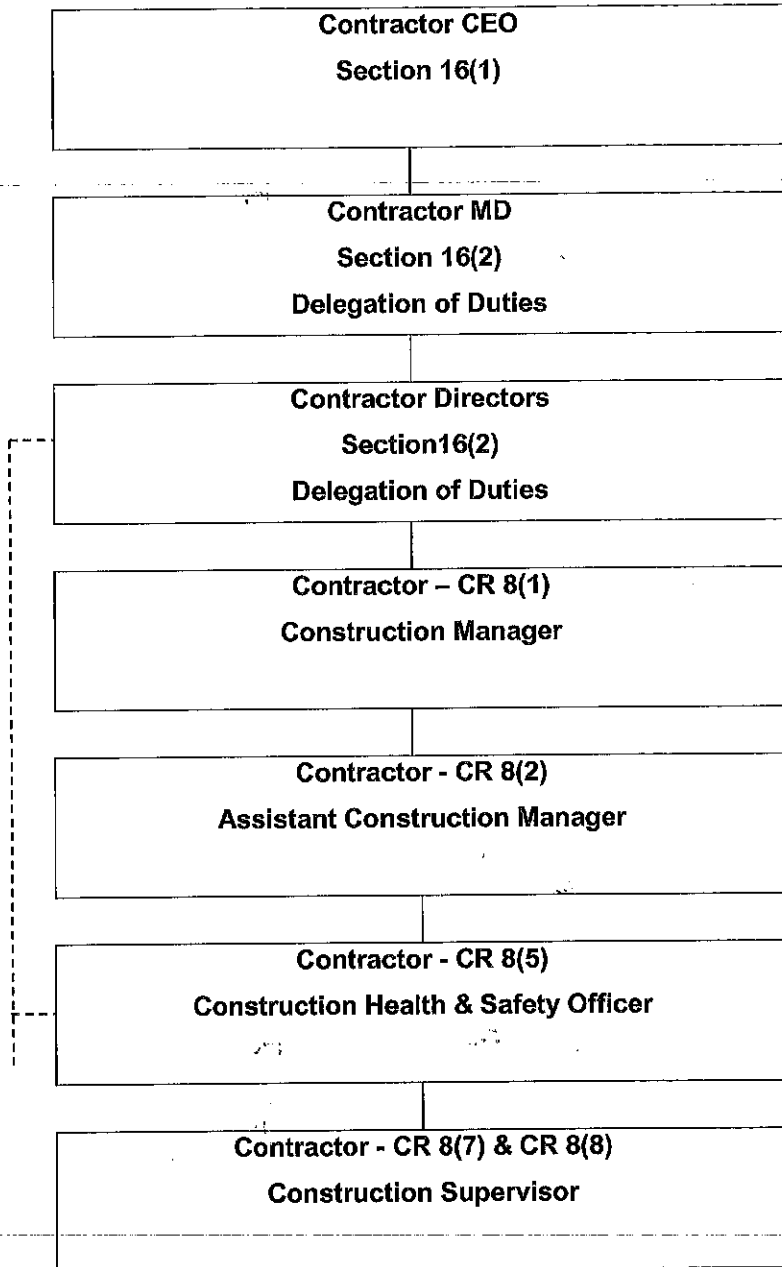 Contractor CEO
Section 16(1)
Contractor MD
Section 16(2)
Delegation of Duties
Contractor Directors
Section16(2)
Delegation of Duties
Contractor – CR 8(1)
Construction Manager
Contractor - CR 8(2)
Assistant Construction Manager
Contractor - CR 8(5)
Construction Health & Safety Officer
Contractor - CR 8(7) & CR 8(8)
Construction Supervisor